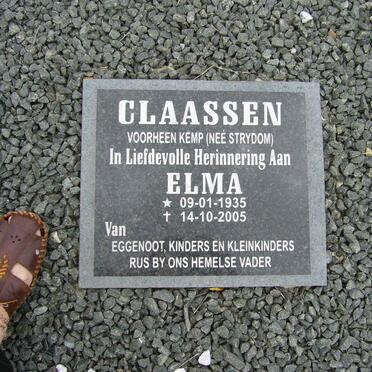 CLAASSEN
VOORHEEN KEMP (NEÉ STRYDOM)
In Liefdevolle Herinnering Aan
ELMA
★ 09-01-1935
✝ 14-10-2005
Van
EGGENOOT, KINDERS EN KLEINKINDERS
RUS BY ONS HEMELSE VADER